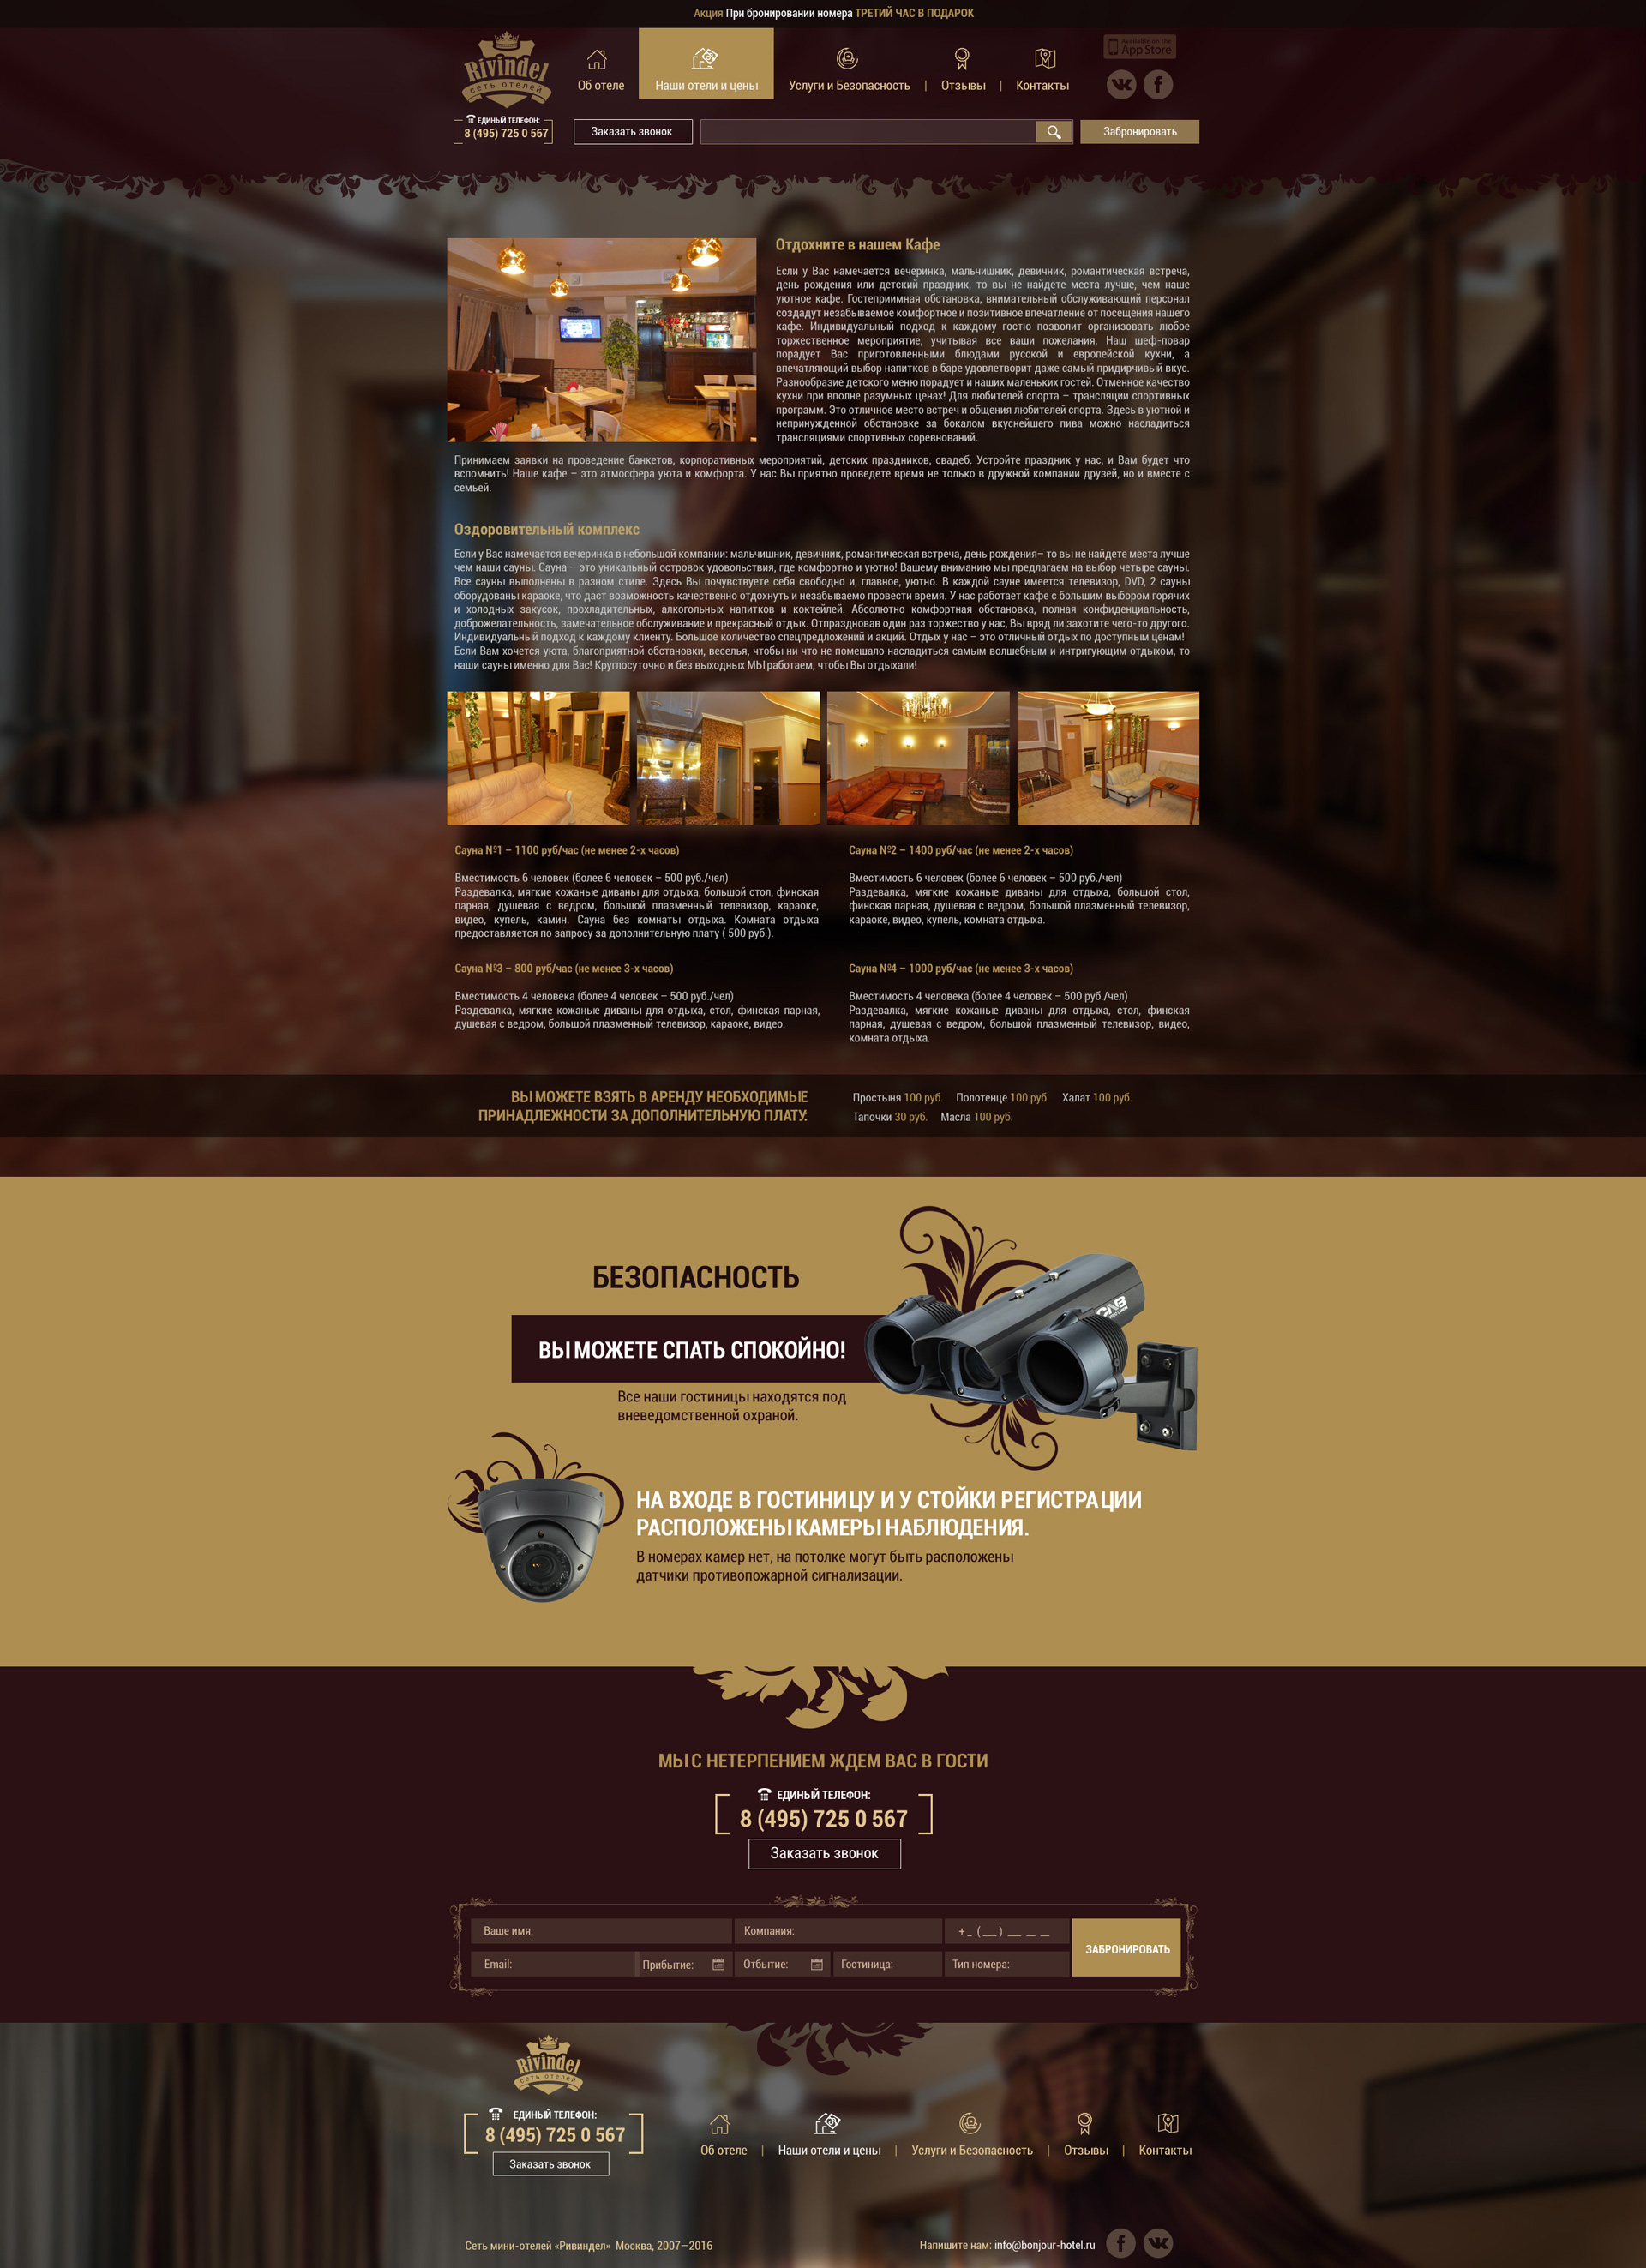 Акция При бронировании номера ТРЕТИЙ ЧАС В ПОДАРОК
Rivindel
сеть отелей
Об отеле
Наши отели и цены
Услуги и Безопасность | Отзывы | Контакты
Available on the
App Store
ЕДИНЫЙ ТЕЛЕФОН:
8 (495) 725 0 567
Заказать звонок
Забронировать
Отдохните в нашем Кафе
Если у Вас намечается вечеринка, мальчишник, девичник, романтическая встреча,
день рождения или детский праздник, то вы не найдете места лучше, чем наше
уютное кафе. Гостеприимная обстановка, внимательный обслуживающий персонал
создадут незабываемое комфортное и позитивное впечатление от посещения нашего
кафе. Индивидуальный подход к каждому гостю позволит организовать любое
торжественное мероприятие, учитывая все ваши пожелания. Наш шеф-повар
порадует Вас приготовленными блюдами русской и европейской кухни, а
впечатляющий выбор напитков в баре удовлетворит даже самый придирчивый вкус.
Разнообразие детского меню порадует и наших маленьких гостей. Отменное качество
кухни при вполне разумных ценах! Для любителей спорта – трансляции спортивных
программ. Это отличное место встреч и общения любителей спорта. Здесь в уютной и
непринужденной обстановке за бокалом вкуснейшего пива можно насладиться
трансляциями спортивных соревнований.
Принимаем заявки на проведение банкетов, корпоративных мероприятий, детских праздников, свадеб. Устройте праздник у нас, и Вам будет что
вспомнить! Наше кафе – это атмосфера уюта и комфорта. У нас Вы приятно проведете время не только в дружной компании друзей, но и вместе с
семьей.
Оздоровительный комплекс
Если у Вас намечается вечеринка в небольшой компании: мальчишник, девичник, романтическая встреча, день рождения– то вы не найдете места лучше
чем наши сауны. Сауна – это уникальный островок удовольствия, где комфортно и уютно! Вашему вниманию мы предлагаем на выбор четыре сауны.
Все сауны выполнены в разном стиле. Здесь Вы почувствуете себя свободно и, главное, уютно. В каждой сауне имеется телевизор, DVD, 2 сауны
оборудованы караоке, что даст возможность качественно отдохнуть и незабываемо провести время. У нас работает кафе с большим выбором горячих
и холодных закусок, прохладительных, алкогольных напитков и коктейлей. Абсолютно комфортная обстановка, полная конфиденциальность,
доброжелательность, замечательное обслуживание и прекрасный отдых. Отпраздновав один раз торжество у нас, Вы вряд ли захотите чего-то другого.
Индивидуальный подход к каждому клиенту. Большое количество спецпредложений и акций. Отдых у нас – это отличный отдых по доступным ценам!
Если Вам хочется уюта, благоприятной обстановки, веселья, чтобы ни что не помешало насладиться самым волшебным и интригующим отдыхом, то
наши сауны именно для Вас! Круглосуточно и без выходных МЫ работаем, чтобы Вы отдыхали!
Сауна №1 – 1100 руб/час (не менее 2-х часов)
Вместимость 6 человек (более 6 человек – 500 руб./чел)
Раздевалка, мягкие кожаные диваны для отдыха, большой стол, финская
парная, душевая с ведром, большой плазменный телевизор, караоке,
видео, купель, камин. Сауна без комнаты отдыха. Комната отдыха
предоставляется по запросу за дополнительную плату ( 500 руб.).
Сауна №2 – 1400 руб/час (не менее 2-х часов)
Вместимость 6 человек (более 6 человек – 500 руб./чел)
Раздевалка, мягкие кожаные диваны для отдыха, большой стол,
финская парная, душевая с ведром, большой плазменный телевизор,
караоке, видео, купель, комната отдыха.
Сауна №3 – 800 руб/час (не менее 3-х часов)
Вместимость 4 человека (более 4 человек – 500 руб./чел)
Раздевалка, мягкие кожаные диваны для отдыха, стол, финская парная,
душевая с ведром, большой плазменный телевизор, караоке, видео.
Сауна №4 – 1000 руб/час (не менее 3-х часов)
Вместимость 4 человека (более 4 человек – 500 руб./чел)
Раздевалка, мягкие кожаные диваны для отдыха, стол, финская
парная, душевая с ведром, большой плазменный телевизор, видео,
комната отдыха.
ВЫ МОЖЕТЕ ВЗЯТЬ В АРЕНДУ НЕОБХОДИМЫЕ
ПРИНАДЛЕЖНОСТИ ЗА ДОПОЛНИТЕЛЬНУЮ ПЛАТУ:
Простыня 100 руб. Полотенце 100 руб. Халат 100 руб.
Тапочки 30 руб. Масла 100 руб.
БЕЗОПАСНОСТЬ
ВЫ МОЖЕТЕ СПАТЬ СПОКОЙНО!
CNB
Все наши гостиницы находятся под
вневедомственной охраной.
НА ВХОДЕ В ГОСТИНИЦУ И У СТОЙКИ РЕГИСТРАЦИИ
РАСПОЛОЖЕНЫ КАМЕРЫ НАБЛЮДЕНИЯ.
В номерах камер нет, на потолке могут быть расположены
датчики противопожарной сигнализации.
МЫ С НЕТЕРПЕНИЕМ ЖДЕМ ВАС В ГОСТИ
ЕДИНЫЙ ТЕЛЕФОН:
8 (495) 725 0 567
Заказать звонок
Ваше имя:
Компания:
+ _ ( __ ) __ _ _
Email:
Прибытие:
Отбытие:
Гостиница:
Тип номера:
ЗАБРОНИРОВАТЬ
Rivindel
сеть отелей
ЕДИНЫЙ ТЕЛЕФОН:
8 (495) 725 0 567
Заказать звонок
Об отеле | Наши отели и цены | Услуги и Безопасность | Отзывы | Контакты
Сеть мини-отелей «Ривиндел» Москва, 2007—2016
Напишите нам: info@bonjour-hotel.ru